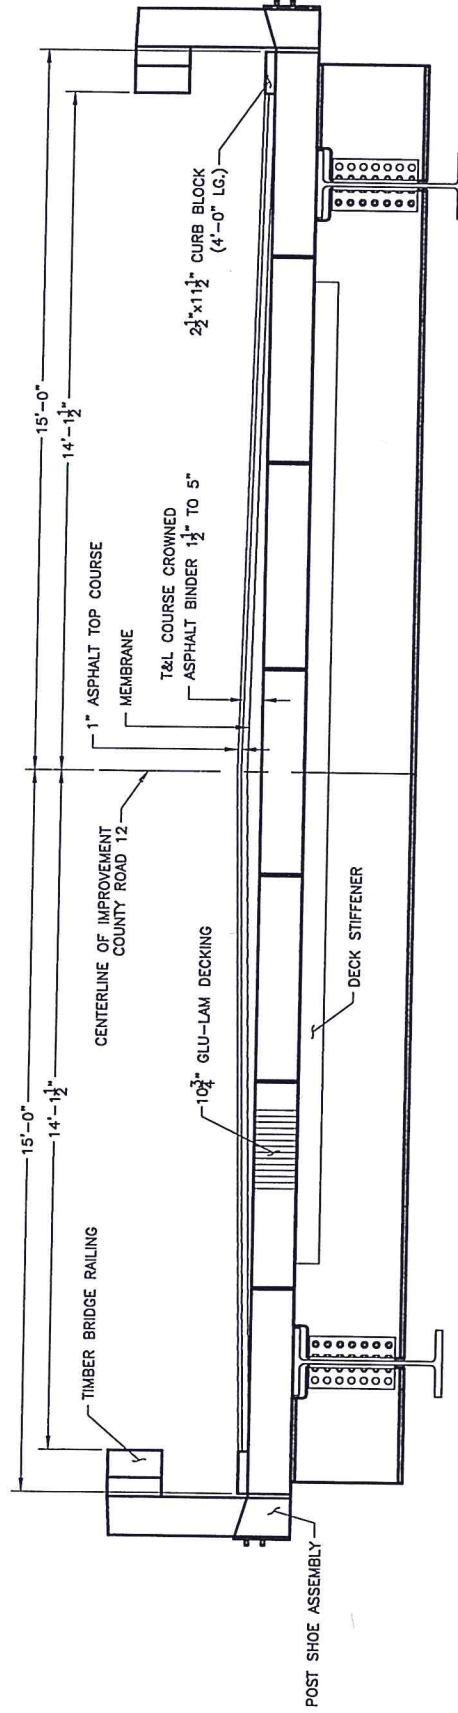 15'-0"
15'-0"
14'-1½"
14'-1½"
TIMBER BRIDGE RAILING
CENTERLINE OF IMPROVEMENT
COUNTY ROAD 12
1" ASPHALT TOP COURSE
MEMBRANE
T&L COURSE CROWNED
ASPHALT BINDER 1½" TO 5"
2½"x11½" CURB BLOCK
(4'-0" LG.)
10¾" GLU-LAM DECKING
DECK STIFFENER
POST SHOE ASSEMBLY